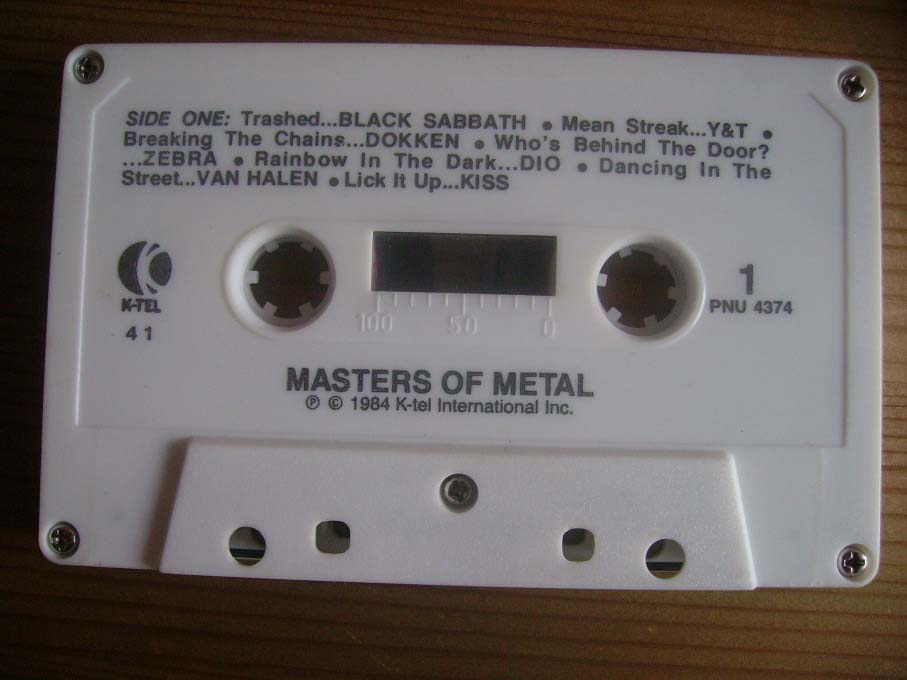 SIDE ONE: Trashed...BLACK SABBATH • Mean Streak...Y&T •
Breaking The Chains...DOKKEN • Who's Behind The Door?
...ZEBRA • Rainbow In The Dark...DIO • Dancing In The
Street...VAN HALEN • Lick It Up...KISS
K-TEL
41
100 50 0
1
PNU 4374
MASTERS OF METAL
℗ © 1984 K-tel International Inc.